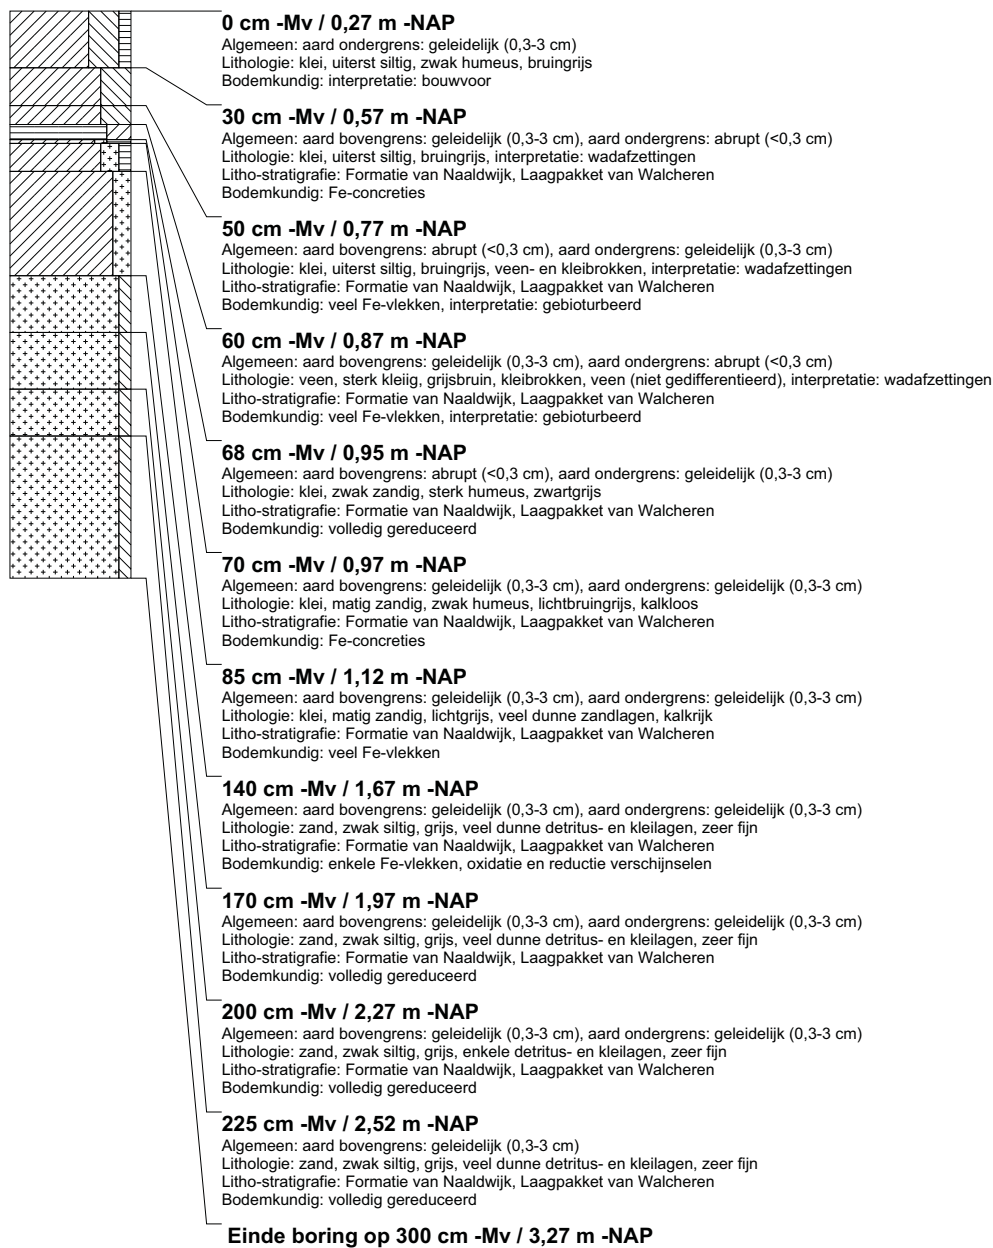 0 cm -Mv / 0,27 m -NAP
Algemeen: aard ondergrens: geleidelijk (0,3-3 cm)
Lithologie: klei, uiterst siltig, zwak humeus, bruingrijs
Bodemkundig: interpretatie: bouwvoor
30 cm -Mv / 0,57 m -NAP
Algemeen: aard bovengrens: geleidelijk (0,3-3 cm), aard ondergrens: abrupt (<0,3 cm)
Lithologie: klei, uiterst siltig, bruingrijs, interpretatie: wadafzettingen
Litho-stratigrafie: Formatie van Naaldwijk, Laagpakket van Walcheren
Bodemkundig: Fe-concreties
50 cm -Mv / 0,77 m -NAP
Algemeen: aard bovengrens: abrupt (<0,3 cm), aard ondergrens: geleidelijk (0,3-3 cm)
Lithologie: klei, uiterst siltig, bruingrijs, veen- en kleibrokken, interpretatie: wadafzettingen
Litho-stratigrafie: Formatie van Naaldwijk, Laagpakket van Walcheren
Bodemkundig: veel Fe-vlekken, interpretatie: gebioturbeerd
60 cm -Mv / 0,87 m -NAP
Algemeen: aard bovengrens: geleidelijk (0,3-3 cm), aard ondergrens: abrupt (<0,3 cm)
Lithologie: veen, sterk kleiig, grijsbruin, kleibrokken, veen (niet gedifferentieerd), interpretatie: wadafzettingen
Litho-stratigrafie: Formatie van Naaldwijk, Laagpakket van Walcheren
Bodemkundig: veel Fe-vlekken, interpretatie: gebioturbeerd
68 cm -Mv / 0,95 m -NAP
Algemeen: aard bovengrens: abrupt (<0,3 cm), aard ondergrens: geleidelijk (0,3-3 cm)
Lithologie: klei, zwak zandig, sterk humeus, zwartgrijs
Litho-stratigrafie: Formatie van Naaldwijk, Laagpakket van Walcheren
Bodemkundig: volledig gereduceerd
70 cm -Mv / 0,97 m -NAP
Algemeen: aard bovengrens: geleidelijk (0,3-3 cm), aard ondergrens: geleidelijk (0,3-3 cm)
Lithologie: klei, matig zandig, zwak humeus, lichtbruingrijs, kalkloos
Litho-stratigrafie: Formatie van Naaldwijk, Laagpakket van Walcheren
Bodemkundig: Fe-concreties
85 cm -Mv / 1,12 m -NAP
Algemeen: aard bovengrens: geleidelijk (0,3-3 cm), aard ondergrens: geleidelijk (0,3-3 cm)
Lithologie: klei, matig zandig, lichtgrijs, veel dunne zandlagen, kalkrijk
Litho-stratigrafie: Formatie van Naaldwijk, Laagpakket van Walcheren
Bodemkundig: veel Fe-vlekken
140 cm -Mv / 1,67 m -NAP
Algemeen: aard bovengrens: geleidelijk (0,3-3 cm), aard ondergrens: geleidelijk (0,3-3 cm)
Lithologie: zand, zwak siltig, grijs, veel dunne detritus- en kleilagen, zeer fijn
Litho-stratigrafie: Formatie van Naaldwijk, Laagpakket van Walcheren
Bodemkundig: enkele Fe-vlekken, oxidatie en reductie verschijnselen
170 cm -Mv / 1,97 m -NAP
Algemeen: aard bovengrens: geleidelijk (0,3-3 cm), aard ondergrens: geleidelijk (0,3-3 cm)
Lithologie: zand, zwak siltig, grijs, veel dunne detritus- en kleilagen, zeer fijn
Litho-stratigrafie: Formatie van Naaldwijk, Laagpakket van Walcheren
Bodemkundig: volledig gereduceerd
200 cm -Mv / 2,27 m -NAP
Algemeen: aard bovengrens: geleidelijk (0,3-3 cm), aard ondergrens: geleidelijk (0,3-3 cm)
Lithologie: zand, zwak siltig, grijs, enkele detritus- en kleilagen, zeer fijn
Litho-stratigrafie: Formatie van Naaldwijk, Laagpakket van Walcheren
Bodemkundig: volledig gereduceerd
225 cm -Mv / 2,52 m -NAP
Algemeen: aard bovengrens: geleidelijk (0,3-3 cm)
Lithologie: zand, zwak siltig, grijs, veel dunne detritus- en kleilagen, zeer fijn
Litho-stratigrafie: Formatie van Naaldwijk, Laagpakket van Walcheren
Bodemkundig: volledig gereduceerd
Einde boring op 300 cm -Mv / 3,27 m -NAP